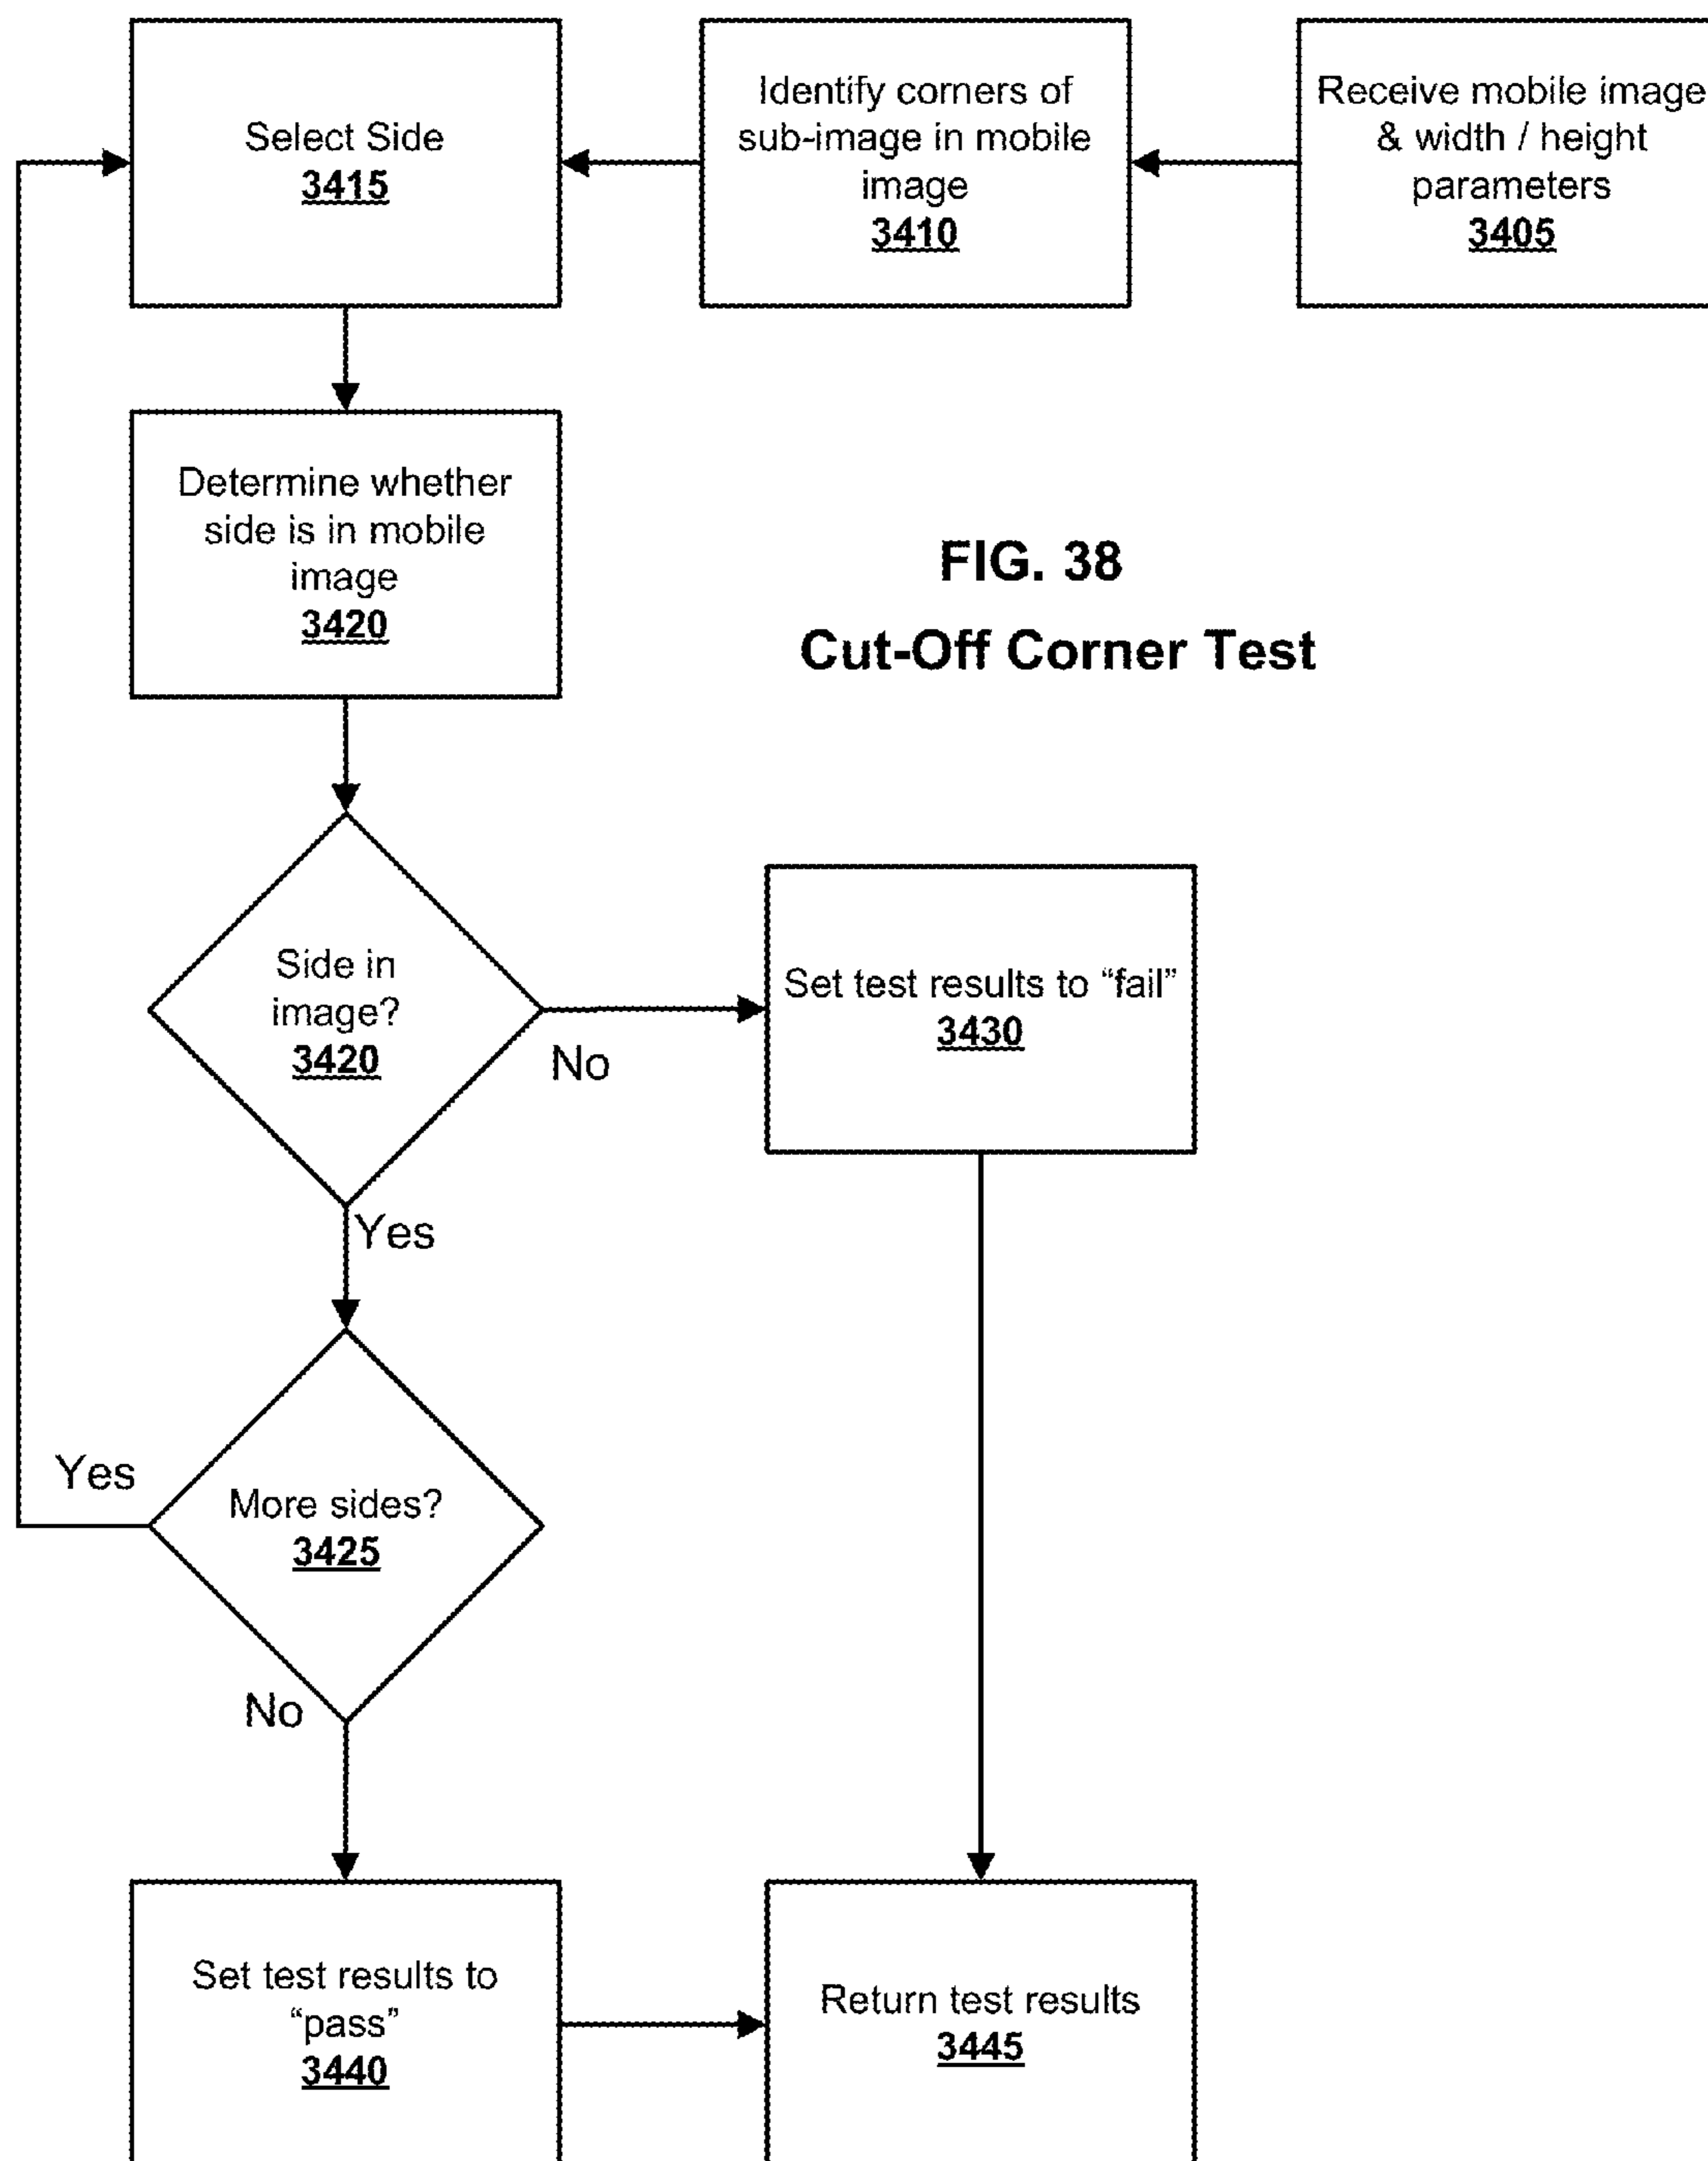 Receive mobile image
& width / height
parameters
3405
Identify corners of
sub-image in mobile
image
3410
Select Side
3415
Determine whether
side is in mobile
image
3420
FIG. 38
Cut-Off Corner Test
Side in
image?
3420
No
Yes
Set test results to “fail”
3430
More sides?
3425
Yes
No
Set test results to
“pass”
3440
Return test results
3445